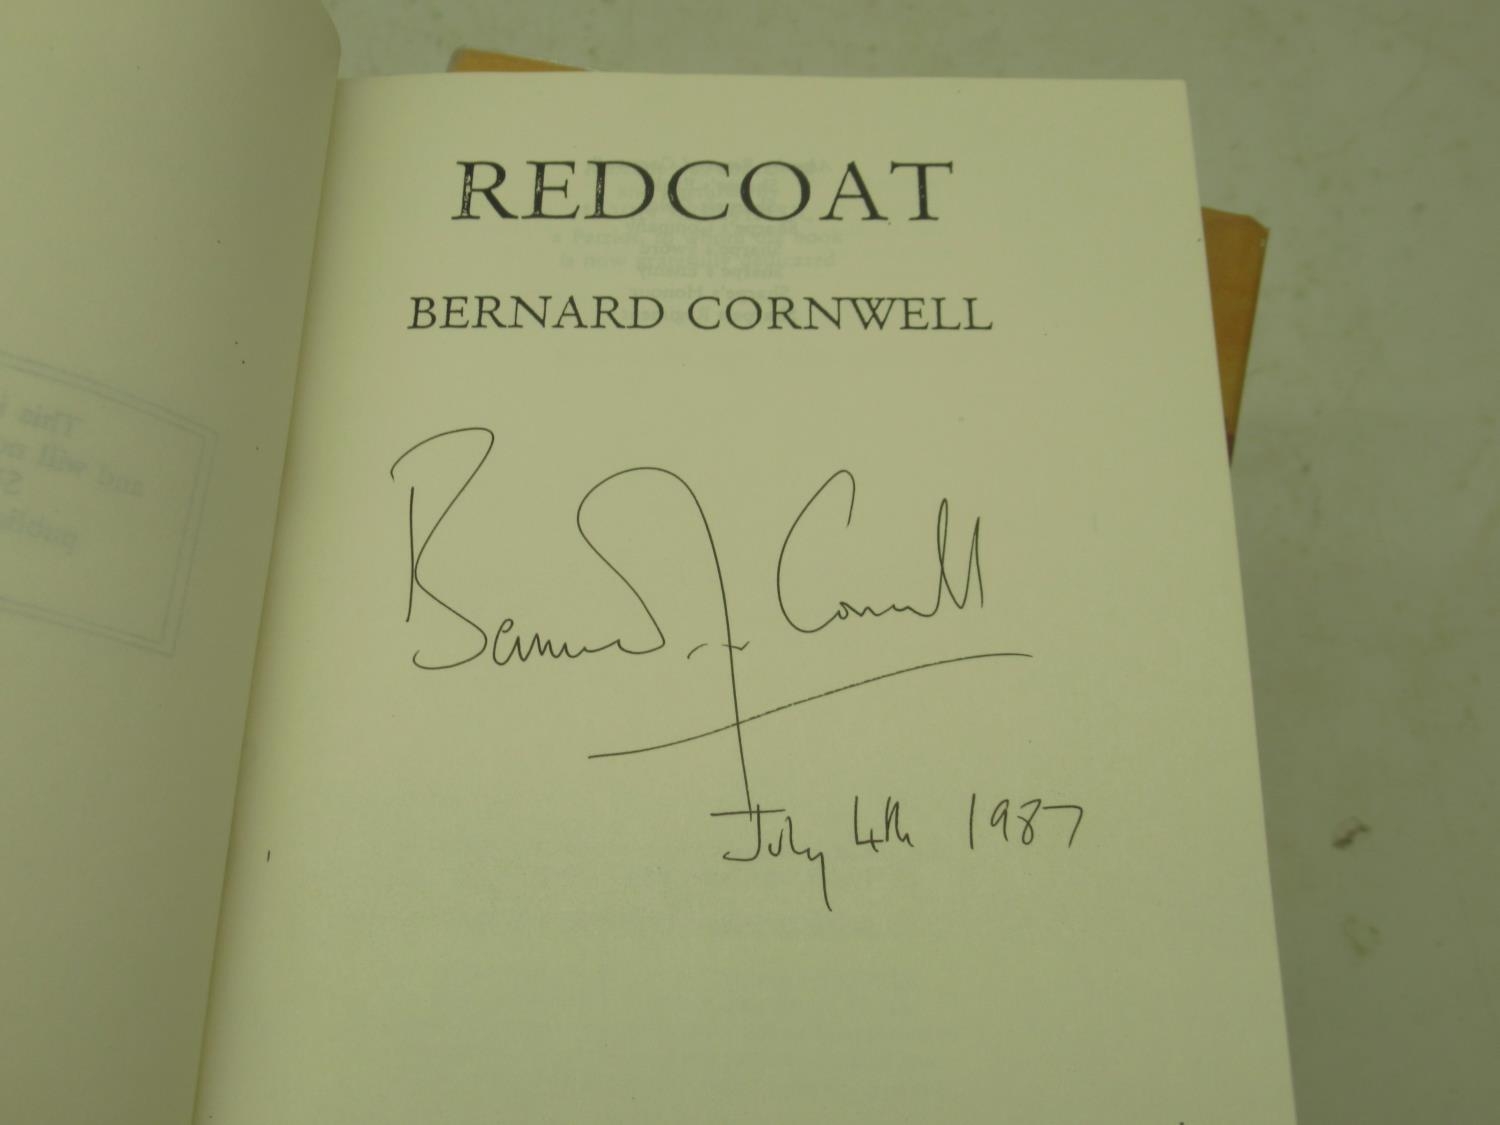 REDCOAT
BERNARD CORNWELL
Bernard Cornwell
July 4th 1987